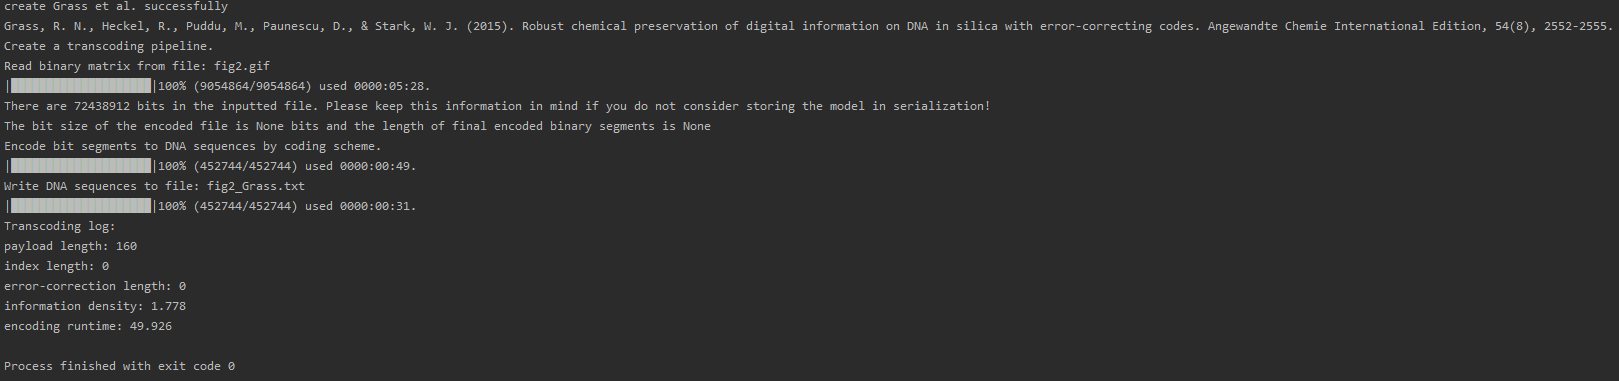 create Grass et al. successfully
Grass, R. N., Heckel, R., Puddu, M., Paunescu, D., & Stark, W. J. (2015). Robust chemical preservation of digital information on DNA in silica with error-correcting codes. Angewandte Chemie International Edition, 54(8), 2552-2555.
Create a transcoding pipeline.
Read binary matrix from file: fig2.gif
|████████████████████|100% (9054864/9054864) used 0000:05:28.
There are 72438912 bits in the inputted file. Please keep this information in mind if you do not consider storing the model in serialization!
The bit size of the encoded file is None bits and the length of final encoded binary segments is None
Encode bit segments to DNA sequences by coding scheme.
|████████████████████|100% (452744/452744) used 0000:00:49.
Write DNA sequences to file: fig2_Grass.txt
|████████████████████|100% (452744/452744) used 0000:00:31.
Transcoding log:
payload length: 160
index length: 0
error-correction length: 0
information density: 1.778
encoding runtime: 49.926
Process finished with exit code 0